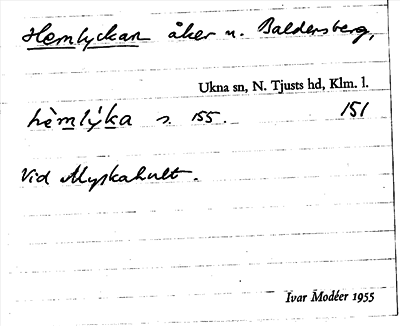 Hemlyckan åker u. Baldersberg,
Ukna sn, N. Tjusts hd, Klm. l.
hèmlýka s. 155. 151
Vid Myskahult.
Ivar Modéer 1955